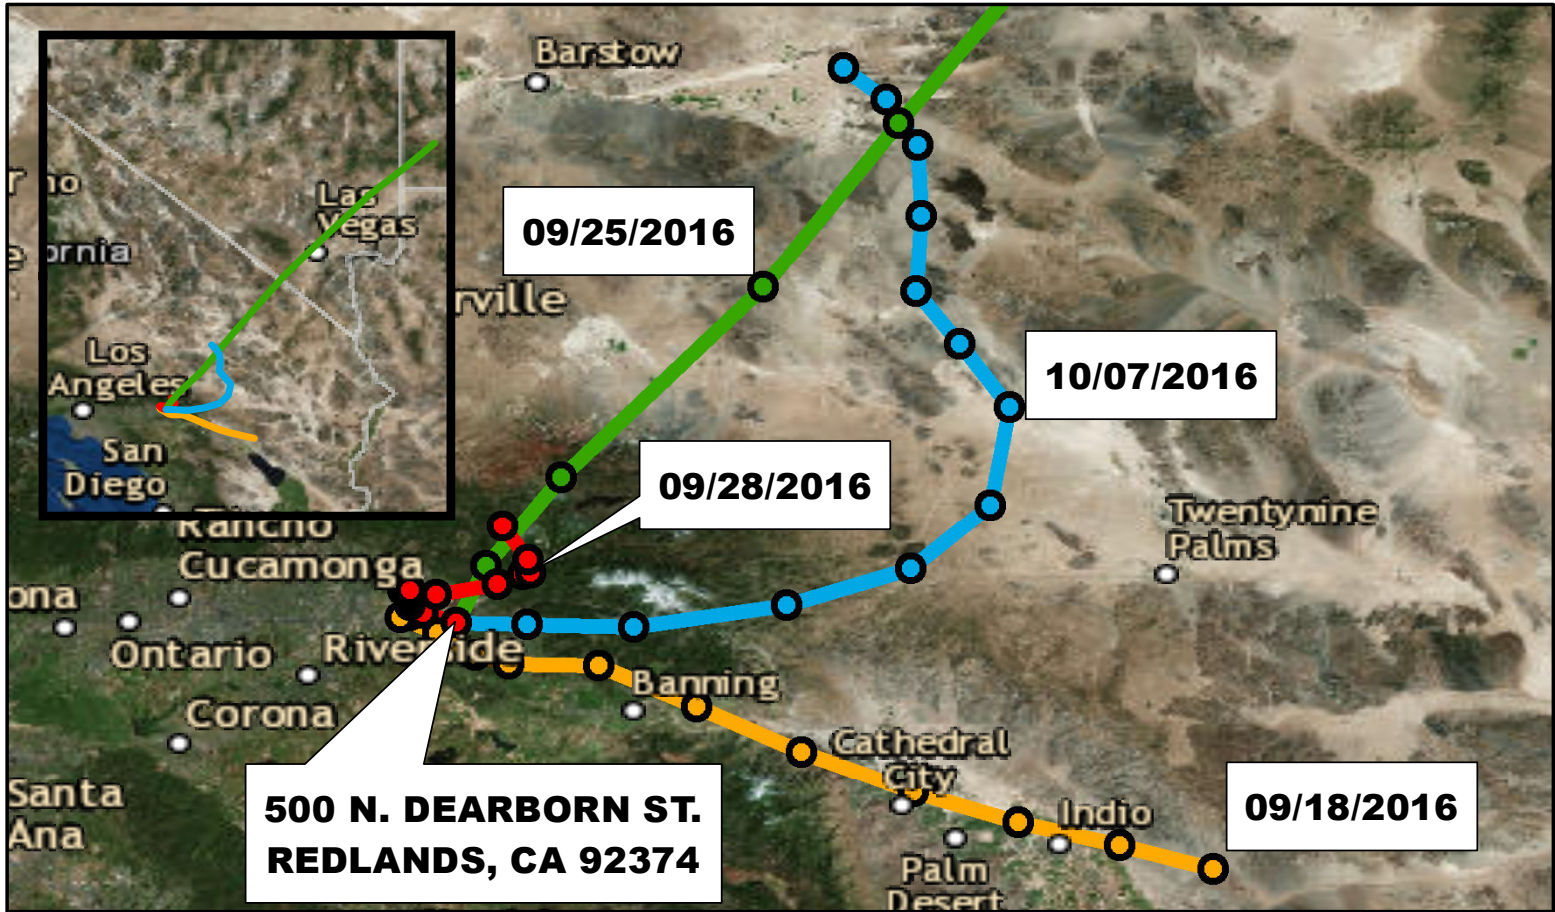 Barstow
Las
Vegas
ornia
Los
Angeles
San
Diego
09/25/2016
rville
10/07/2016
09/28/2016
Twentynine
Palms
Rancho
Cucamonga
ona
Ontario
Riverside
Corona
Banning
Santa
Ana
Cathedral
City
Indio
Palm
Desert
09/18/2016
500 N. DEARBORN ST.
REDLANDS, CA 92374